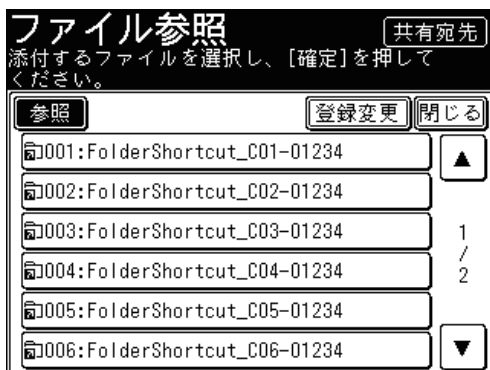 ファイル参照
共有宛先
添付するファイルを選択し、[確定]を押して
ください。
参照
登録変更
閉じる
001:FolderShortcut_C01-01234
002:FolderShortcut_C02-01234
003:FolderShortcut_C03-01234
004:FolderShortcut_C04-01234
005:FolderShortcut_C05-01234
006:FolderShortcut_C06-01234
▲
1
/
2
▼